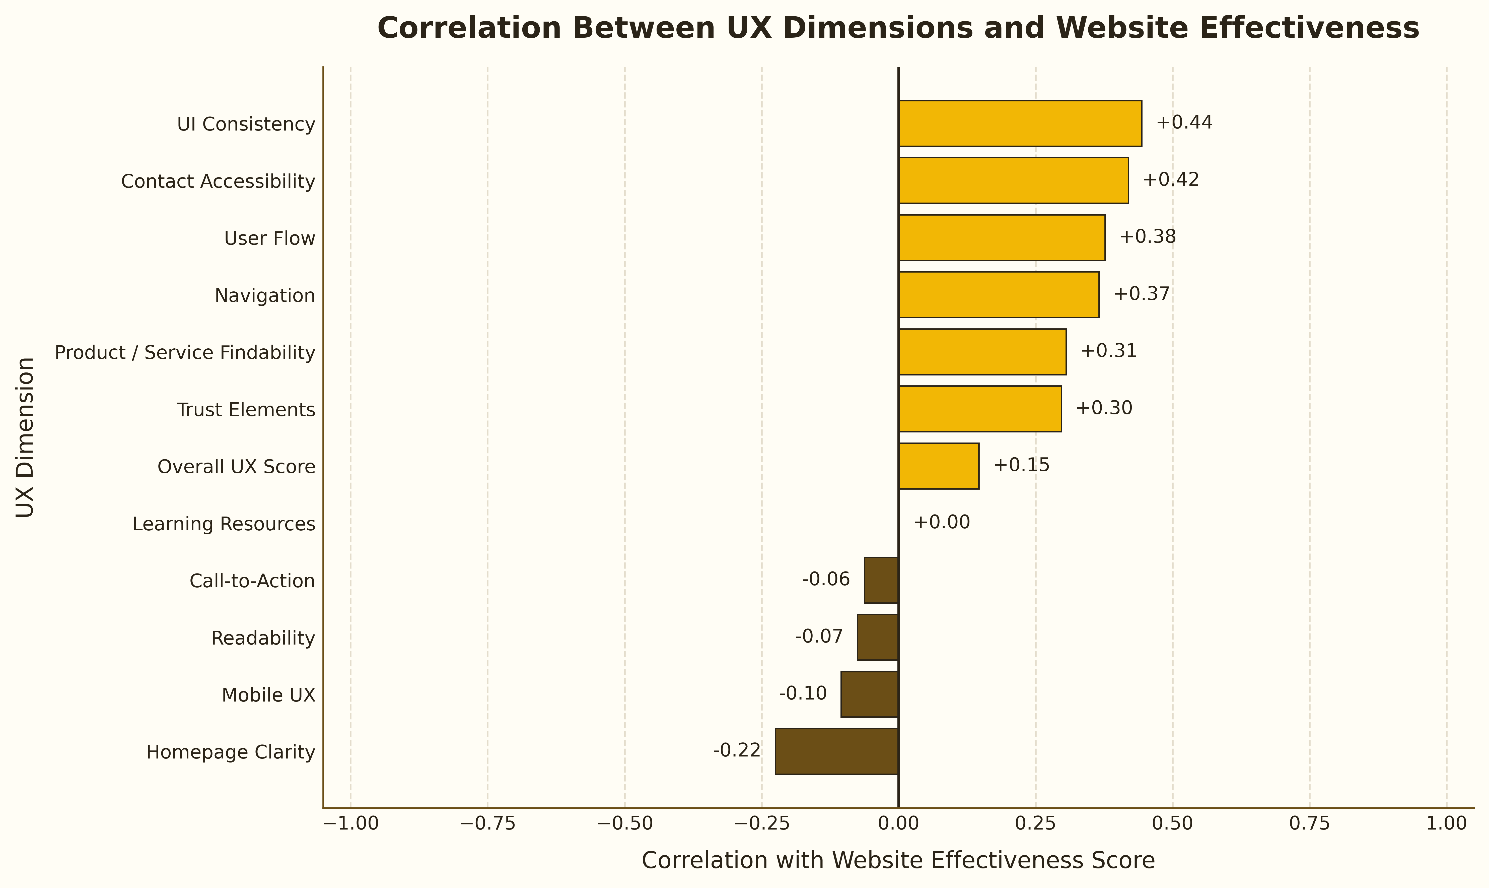 Correlation Between UX Dimensions and Website Effectiveness
UX Dimension
UI Consistency +0.44
Contact Accessibility +0.42
User Flow +0.38
Navigation +0.37
Product / Service Findability +0.31
Trust Elements +0.30
Overall UX Score +0.15
Learning Resources +0.00
Call-to-Action -0.06
Readability -0.07
Mobile UX -0.10
Homepage Clarity -0.22
−1.00 −0.75 −0.50 −0.25 0.00 0.25 0.50 0.75 1.00
Correlation with Website Effectiveness Score